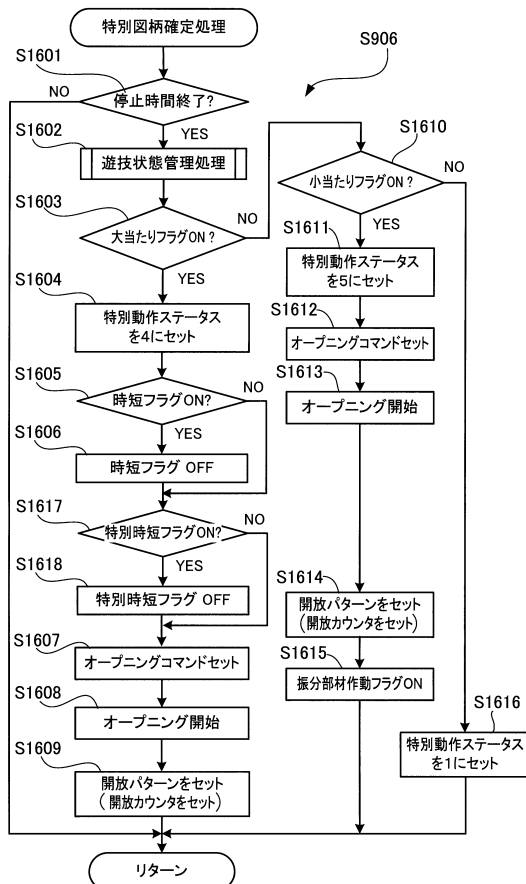 特別図柄確定処理
S906
S1601
停止時間終了?
NO
YES
S1602
遊技状態管理処理
S1603
大当たりフラグON?
NO
YES
S1604
特別動作ステータス
を4にセット
S1605
時短フラグON?
NO
YES
S1606
時短フラグ OFF
S1617
特別時短フラグON?
NO
YES
S1618
特別時短フラグ OFF
S1607
オープニングコマンドセット
S1608
オープニング開始
S1609
開放パターンをセット
(開放カウンタをセット)
S1610
小当たりフラグON?
NO
YES
S1611
特別動作ステータス
を5にセット
S1612
オープニングコマンドセット
S1613
オープニング開始
S1614
開放パターンをセット
(開放カウンタをセット)
S1615
振分部材作動フラグON
S1616
特別動作ステータス
を1にセット
リターン